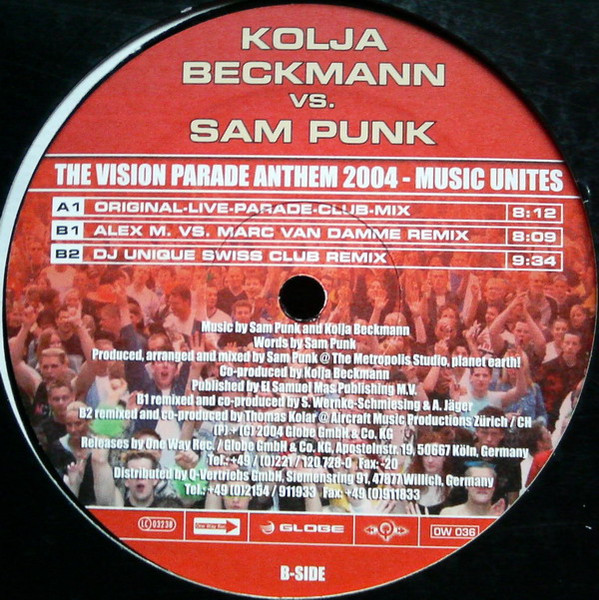 KOLJA
BECKMANN
VS.
SAM PUNK
THE VISION PARADE ANTHEM 2004 - MUSIC UNITES
A1 ORIGINAL-LIVE-PARADE-CLUB-MIX 8:12
B1 ALEX M. VS. MARC VAN DAMME REMIX 8:09
B2 DJ UNIQUE SWISS CLUB REMIX 9:34
Music by Sam Punk and Kolja Beckmann
Words by Sam Punk
Produced, arranged and mixed by Sam Punk @ The Metropolis Studio, planet earth!
Co-produced by Kolja Beckmann
Published by El Samuel Mas Publishing M.V.
B1 remixed and co-produced by S. Wernke-Schmiesing & A. Jäger
B2 remixed and co-produced by Thomas Kolar @ Aircraft Music Productions Zürich / CH
(P) + (C) 2004 Globe GmbH & Co. KG
Releases by One Way Rec. / Globe GmbH & Co. KG, Apostelnstr. 19, 50667 Köln, Germany
Tel.: +49 / (0)221 / 120 728-0 Fax: -20
Distributed by Q-Vertriebs GmbH, Siemensring 91, 47877 Willich, Germany
Tel.: +49 (0)2154 / 911933 Fax: +49 (0)911833
LC 03238 One Way Rec. GLOBE OW 036
B-SIDE